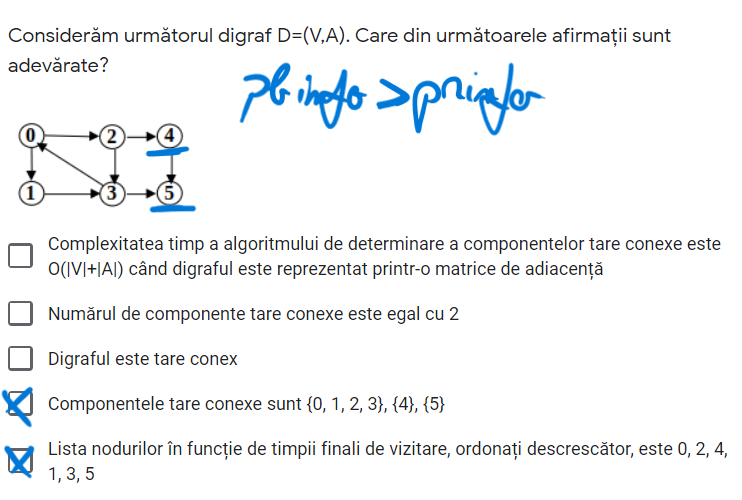 Considerăm următorul digraf D=(V,A). Care din următoarele afirmații sunt
adevărate?
pbinfo > prinfor
0 2 4
1 3 5
Complexitatea timp a algoritmului de determinare a componentelor tare conexe este
O(|V|+|A|) când digraful este reprezentat printr-o matrice de adiacență
Numărul de componente tare conexe este egal cu 2
Digraful este tare conex
Componentele tare conexe sunt {0, 1, 2, 3}, {4}, {5}
Lista nodurilor în funcție de timpii finali de vizitare, ordonați descrescător, este 0, 2, 4,
1, 3, 5